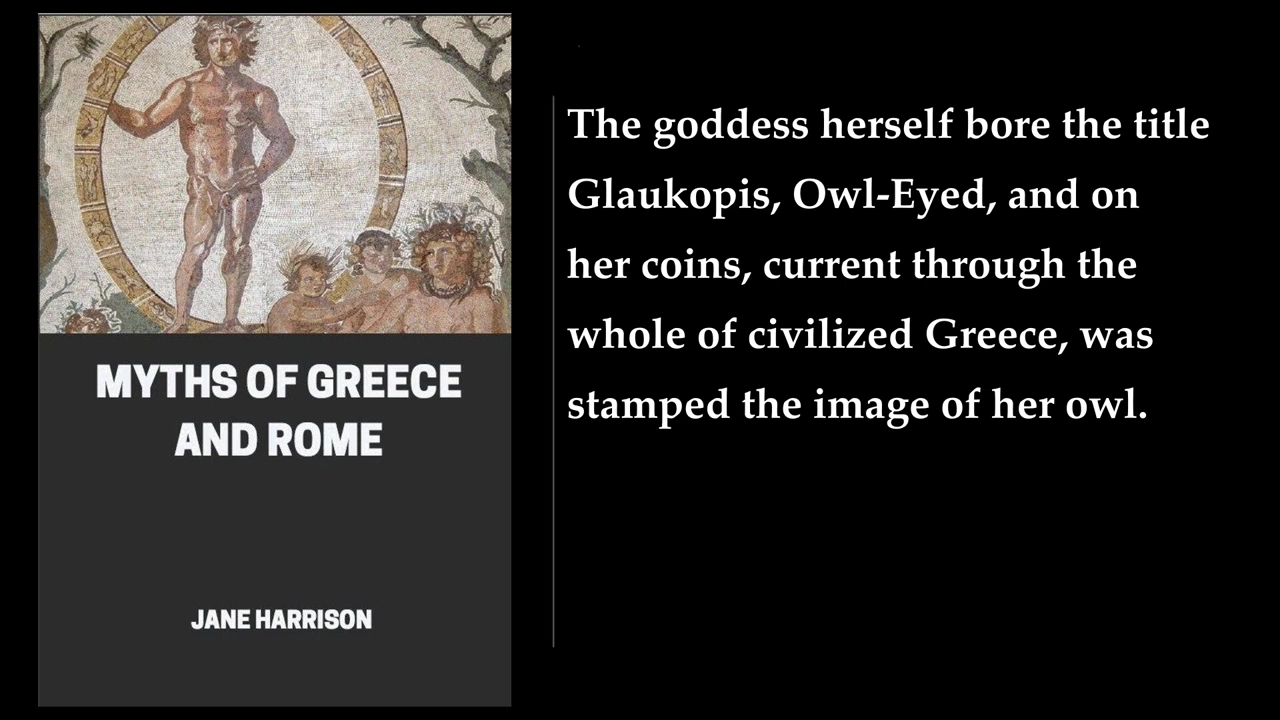 MYTHS OF GREECE
AND ROME
JANE HARRISON
The goddess herself bore the title
Glaukopis, Owl-Eyed, and on
her coins, current through the
whole of civilized Greece, was
stamped the image of her owl.